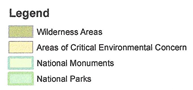 Legend
Wilderness Areas
Areas of Critical Environmental Concern
National Monuments
National Parks